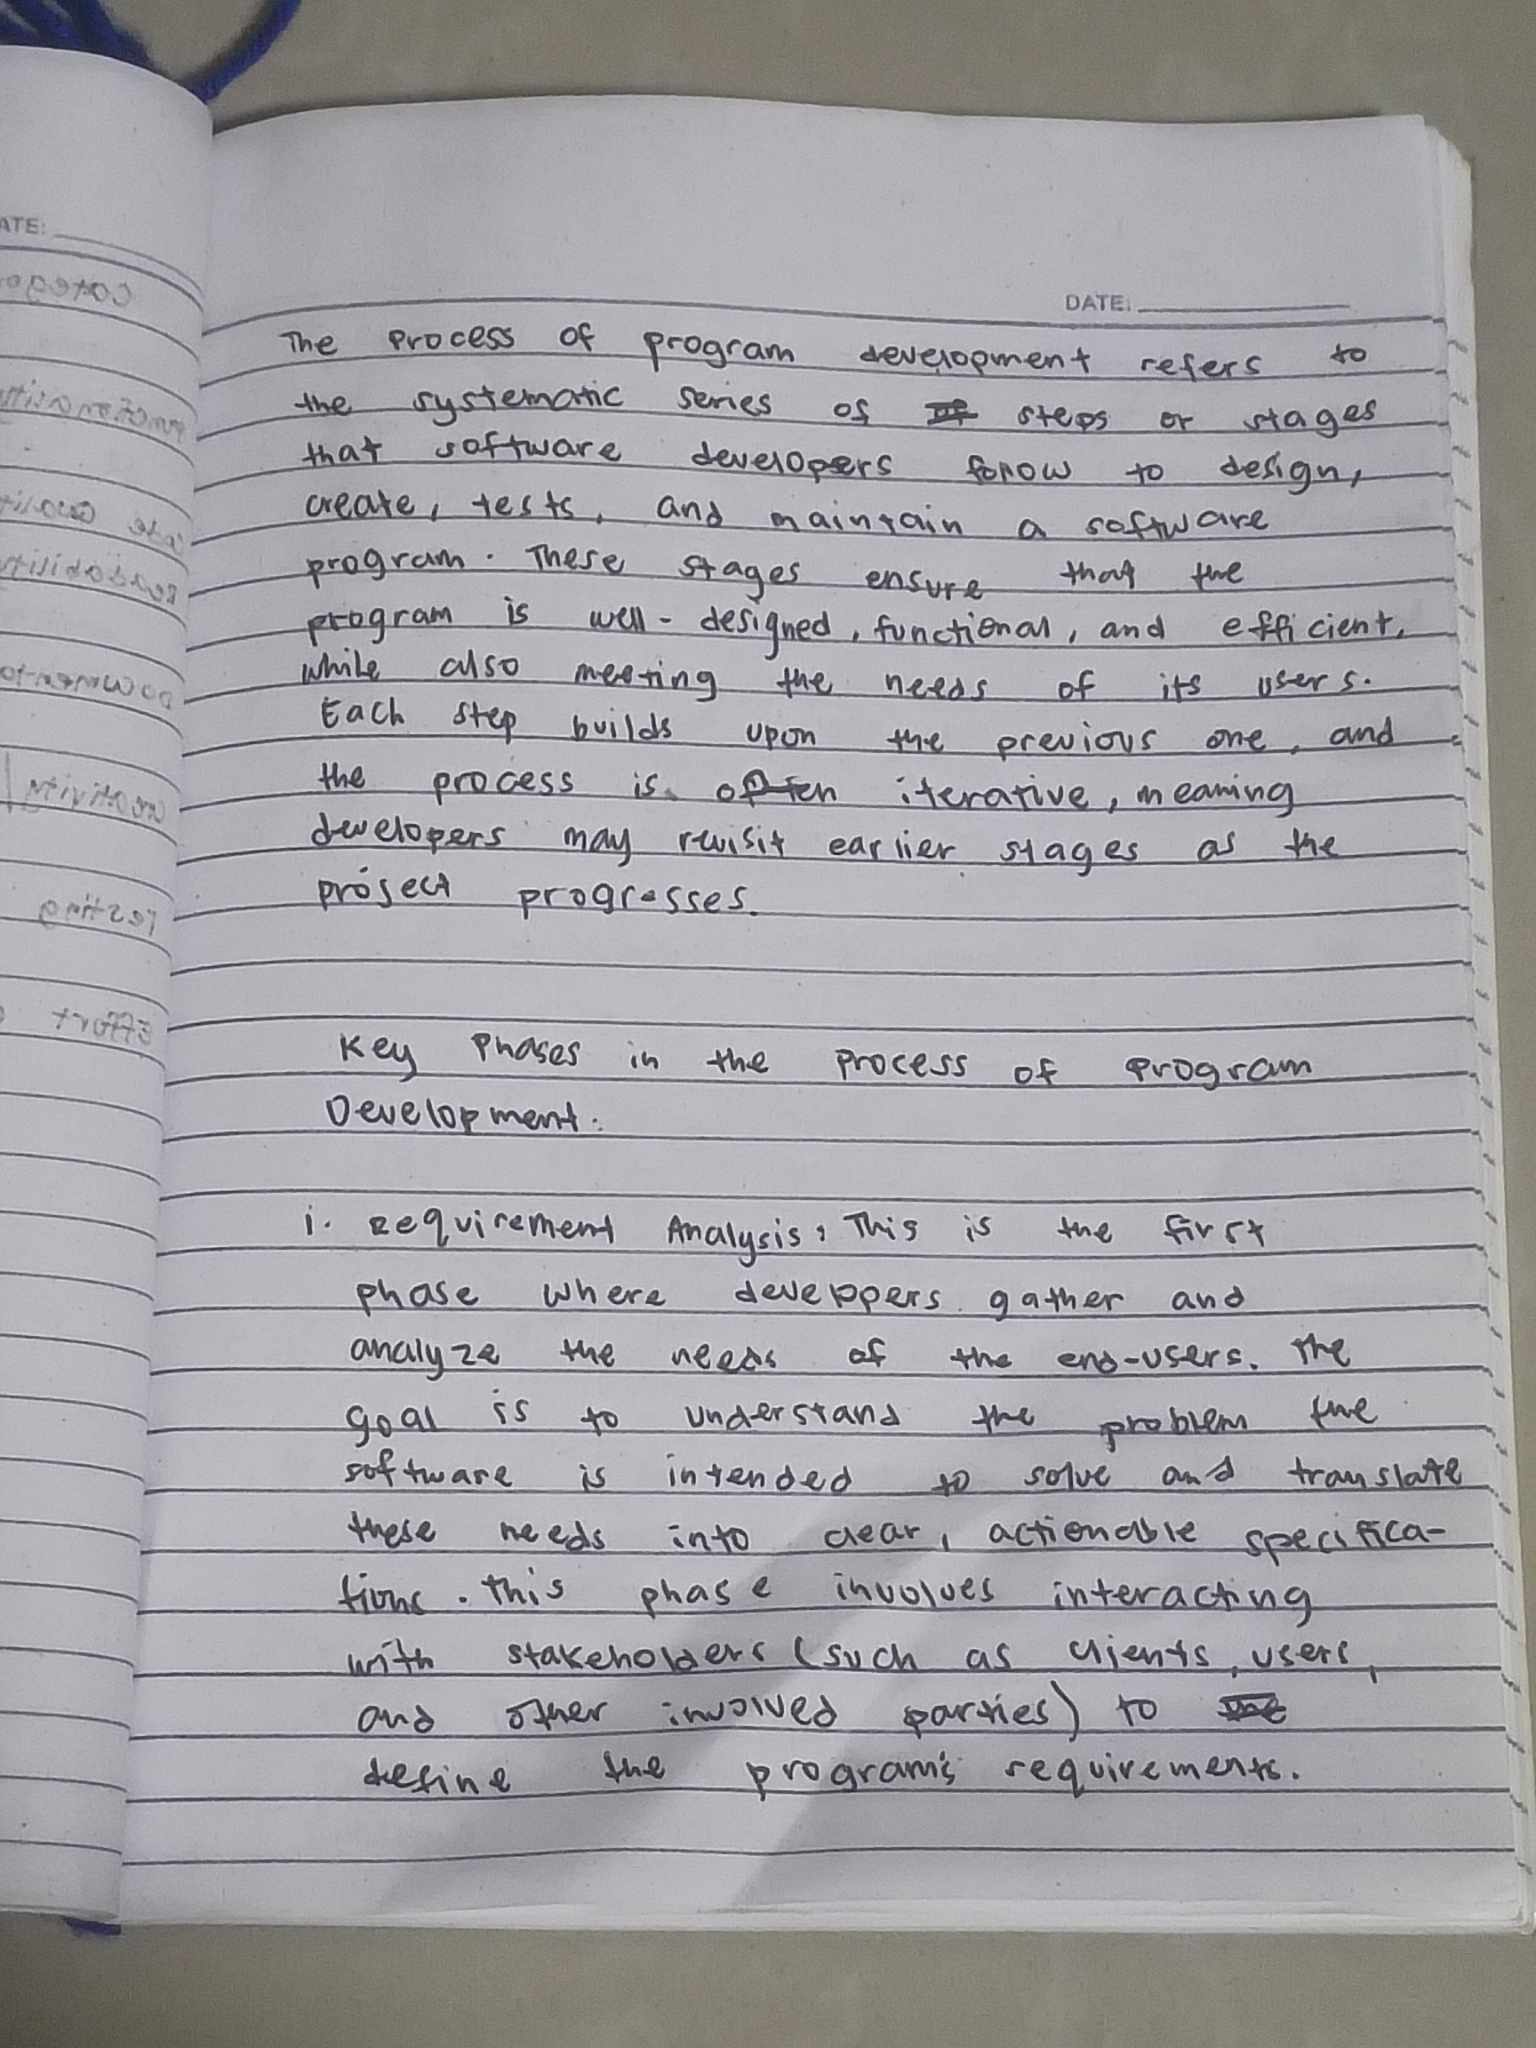 DATE:
The process of program development refers to
the systematic series of steps or stages
that software developers follow to design,
create, tests, and maintain a software
program. These stages ensure that the
program is well-designed, functional, and efficient,
while also meeting the needs of its users.
Each step builds upon the previous one, and
the process is often iterative, meaning
developers may revisit earlier stages as the
project progresses.
Key Phases in the process of program
Development:
i. Requirement Analysis: This is the first
phase where developers gather and
analyze the needs of the end-users. The
goal is to understand the problem the
software is intended to solve and translate
these needs into clear, actionable specifica-
tions. This phase involves interacting
with stakeholders (such as clients, users,
and other involved parties) to
define the program's requirements.